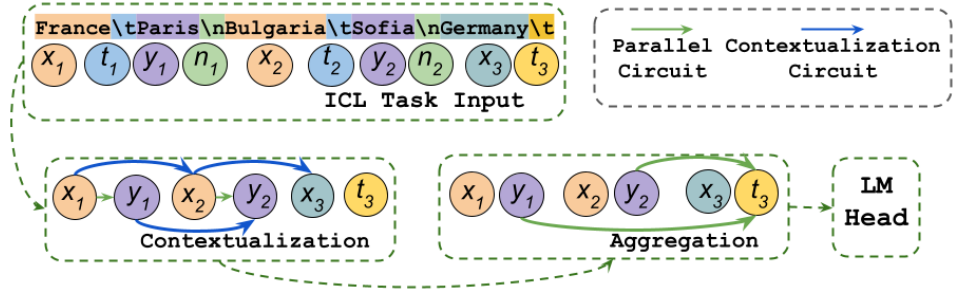 France\tParis\nBulgaria\tSofia\nGermany\t
x₁ t₁ y₁ n₁ x₂ t₂ y₂ n₂ x₃ t₃
ICL Task Input
Parallel Circuit
Contextualization Circuit
x₁ y₁ x₂ y₂ x₃ t₃
Contextualization
x₁ y₁ x₂ y₂ x₃ t₃
Aggregation
LM
Head